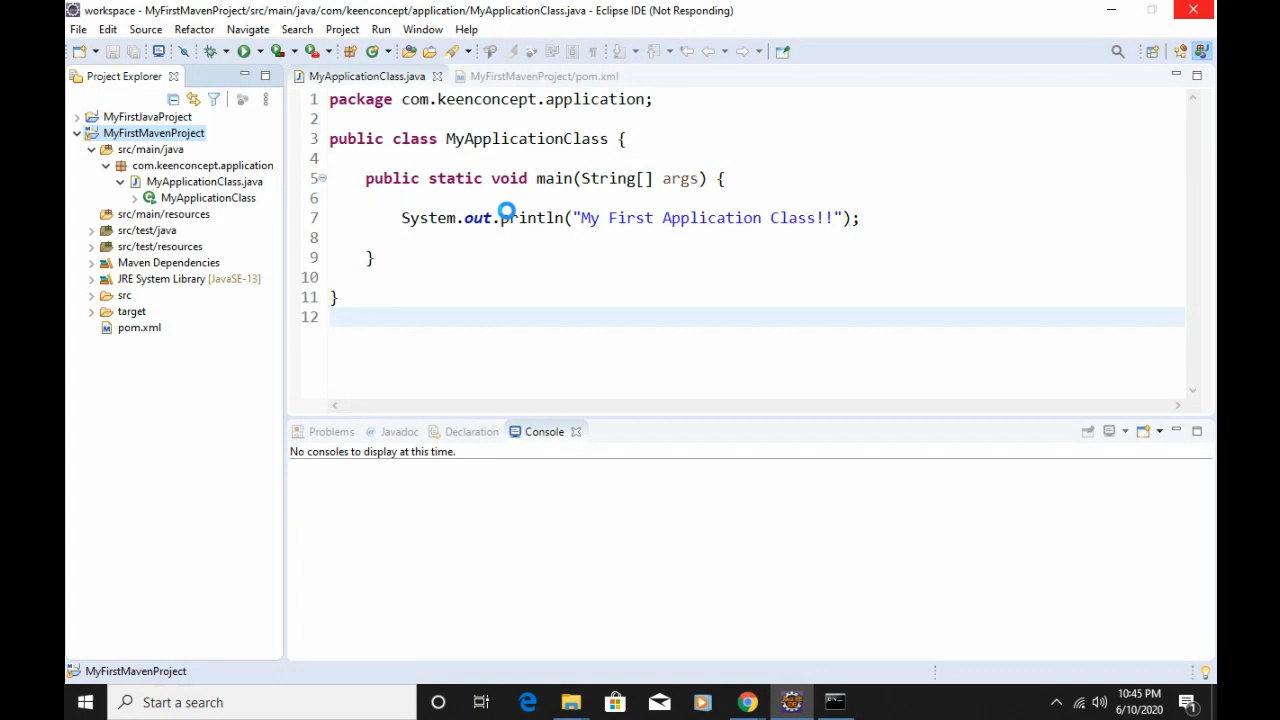 workspace - MyFirstMavenProject/src/main/java/com/keenconcept/application/MyApplicationClass.java - Eclipse IDE (Not Responding)
File Edit Source Refactor Navigate Search Project Run Window Help
Project Explorer
MyFirstJavaProject
MyFirstMavenProject
src/main/java
com.keenconcept.application
MyApplicationClass.java
MyApplicationClass
src/main/resources
src/test/java
src/test/resources
Maven Dependencies
JRE System Library [JavaSE-13]
src
target
pom.xml
MyApplicationClass.java MyFirstMavenProject/pom.xml
1 package com.keenconcept.application;
2
3 public class MyApplicationClass {
4
5 public static void main(String[] args) {
6
7 System.out.println("My First Application Class!!");
8
9 }
10
11 }
12
Problems Javadoc Declaration Console
No consoles to display at this time.
MyFirstMavenProject
Start a search
10:45 PM
6/10/2020
1